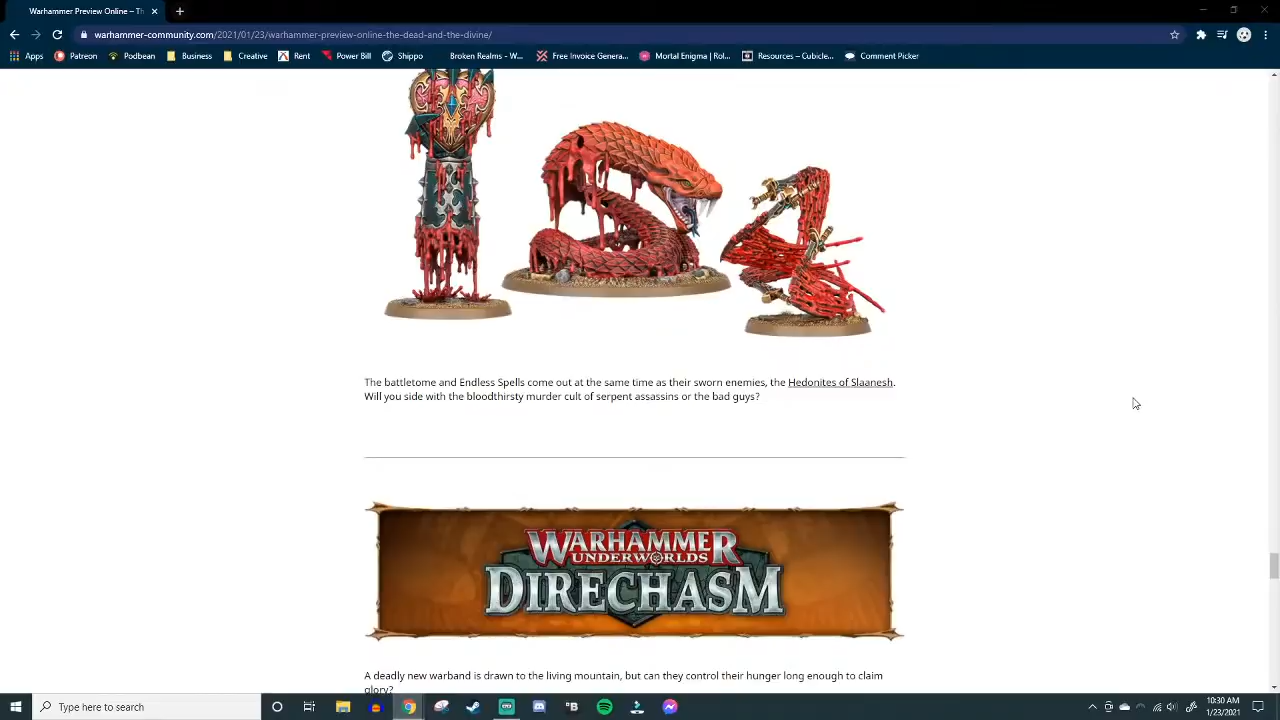 Warhammer Preview Online – Th
warhammer-community.com/2021/01/23/warhammer-preview-online-the-dead-and-the-divine/
Apps Patreon Podbean Business Creative Rent Power Bill Shippo Broken Realms - W... Free Invoice Genera... Mortal Enigma | Rol... Resources – Cubicle... Comment Picker
The battletome and Endless Spells come out at the same time as their sworn enemies, the Hedonites of Slaanesh.
Will you side with the bloodthirsty murder cult of serpent assassins or the bad guys?
WARHAMMER
UNDERWORLDS
DIRECHASM
A deadly new warband is drawn to the living mountain, but can they control their hunger long enough to claim
glory?
Type here to search
10:30 AM
1/23/2021